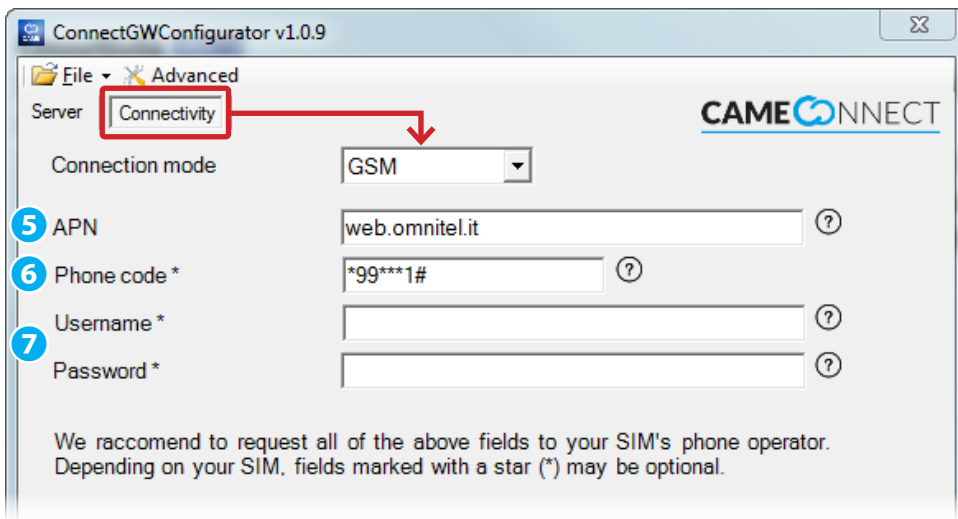 ConnectGWConfigurator v1.0.9
File Advanced
Server Connectivity
CAMECONNECT
Connection mode GSM
5 APN web.omnitel.it ?
6 Phone code * *99***1# ?
Username * ?
7
Password * ?
We raccomend to request all of the above fields to your SIM's phone operator.
Depending on your SIM, fields marked with a star (*) may be optional.